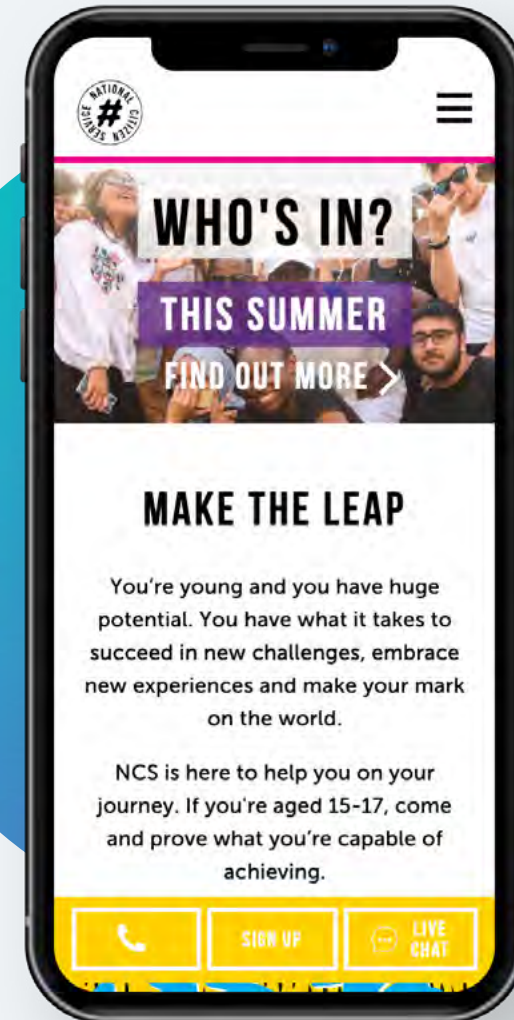 NATIONAL CITIZEN SERVICE
#
WHO'S IN?
THIS SUMMER
FIND OUT MORE >
MAKE THE LEAP
You're young and you have huge
potential. You have what it takes to
succeed in new challenges, embrace
new experiences and make your mark
on the world.
NCS is here to help you on your
journey. If you're aged 15-17, come
and prove what you're capable of
achieving.
SIGN UP
LIVE
CHAT